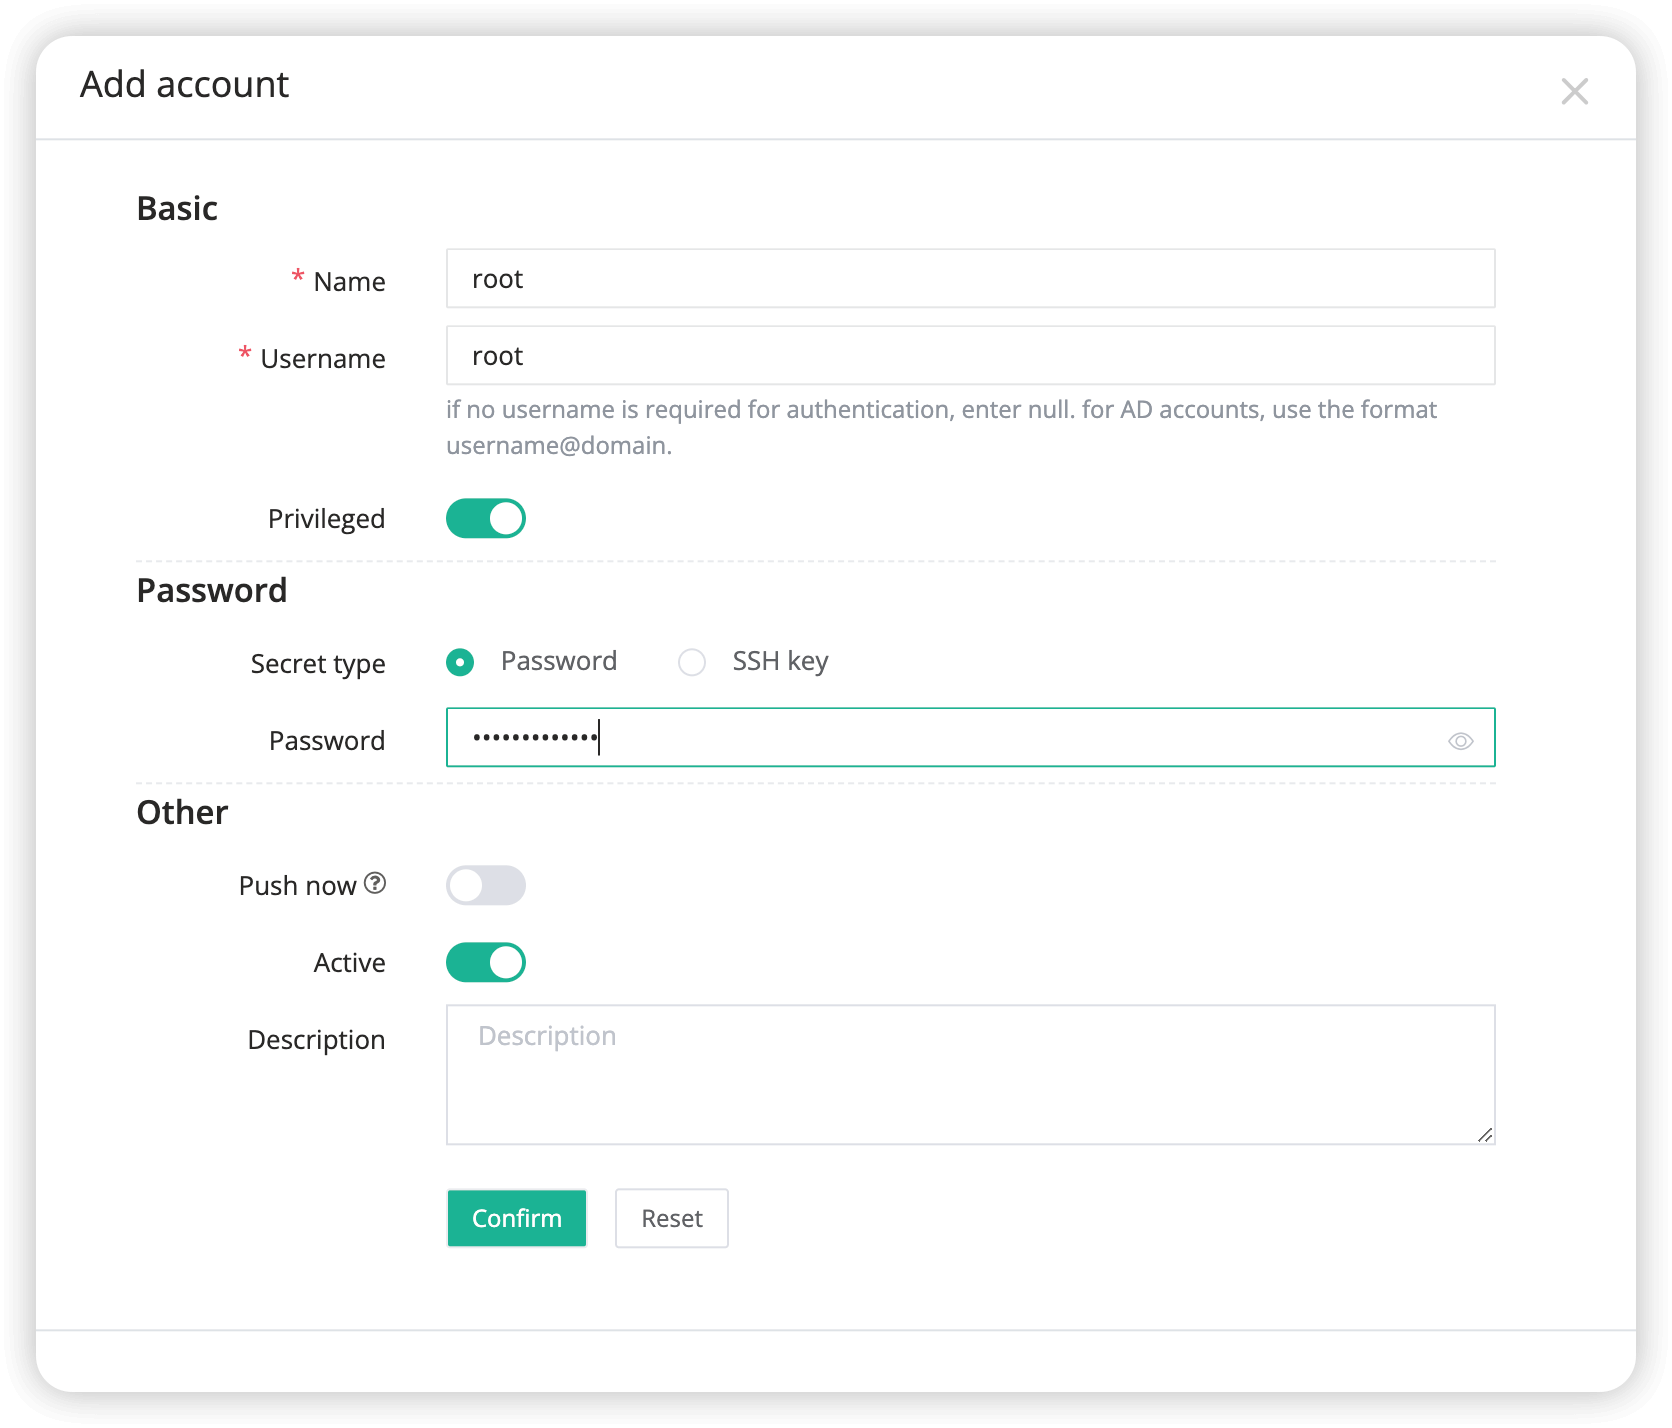 Add account
Basic
* Name root
* Username root
if no username is required for authentication, enter null. for AD accounts, use the format
username@domain.
Privileged
Password
Secret type Password SSH key
Password •••••••••••••
Other
Push now ?
Active
Description Description
Confirm Reset